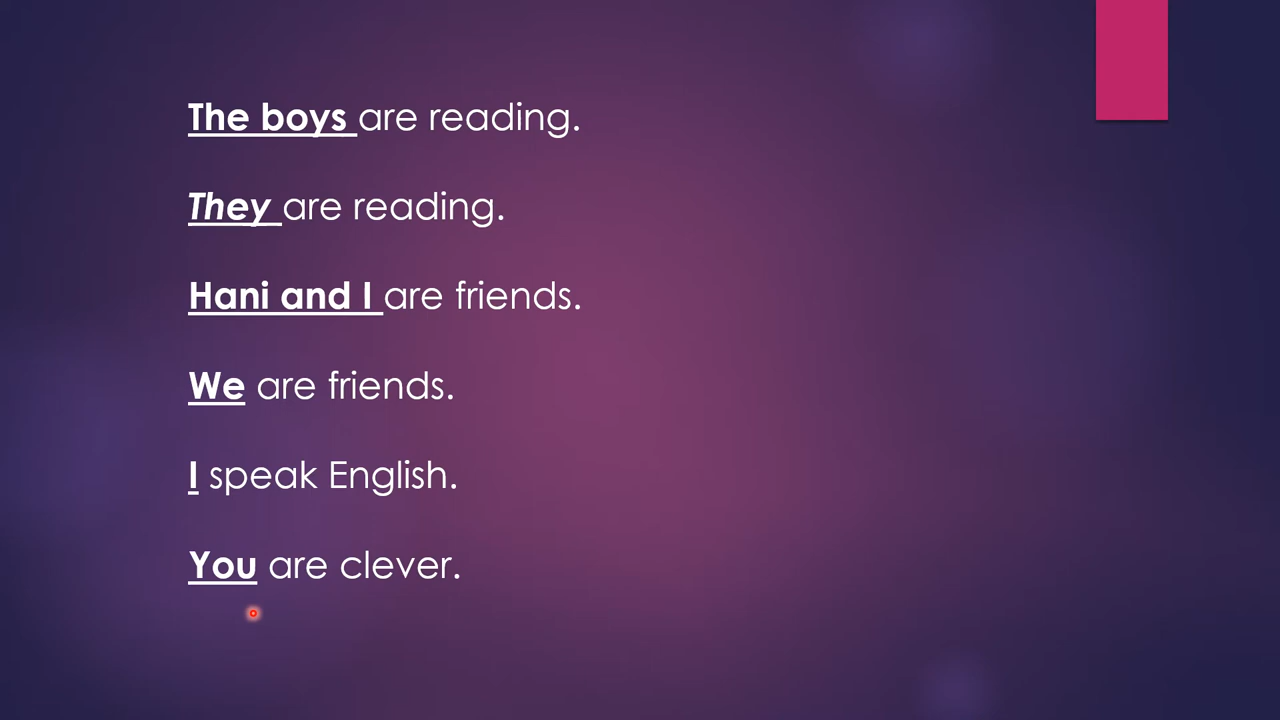 The boys are reading.
They are reading.
Hani and I are friends.
We are friends.
I speak English.
You are clever.